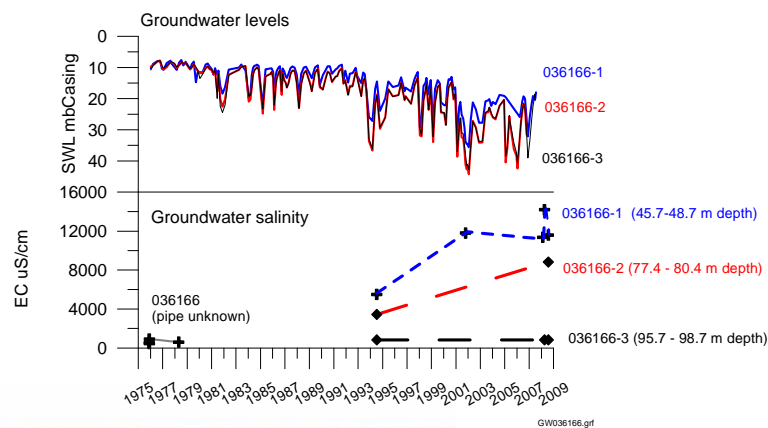 Groundwater levels
SWL mbCasing
0
10
20
30
40
036166-1
036166-2
036166-3
EC uS/cm
16000
12000
8000
4000
0
Groundwater salinity
036166-1 (45.7-48.7 m depth)
036166-2 (77.4 - 80.4 m depth)
036166
(pipe unknown)
036166-3 (95.7 - 98.7 m depth)
1975 1977 1979 1981 1983 1985 1987 1989 1991 1993 1995 1997 1999 2001 2003 2005 2007 2009
GW036166.grf